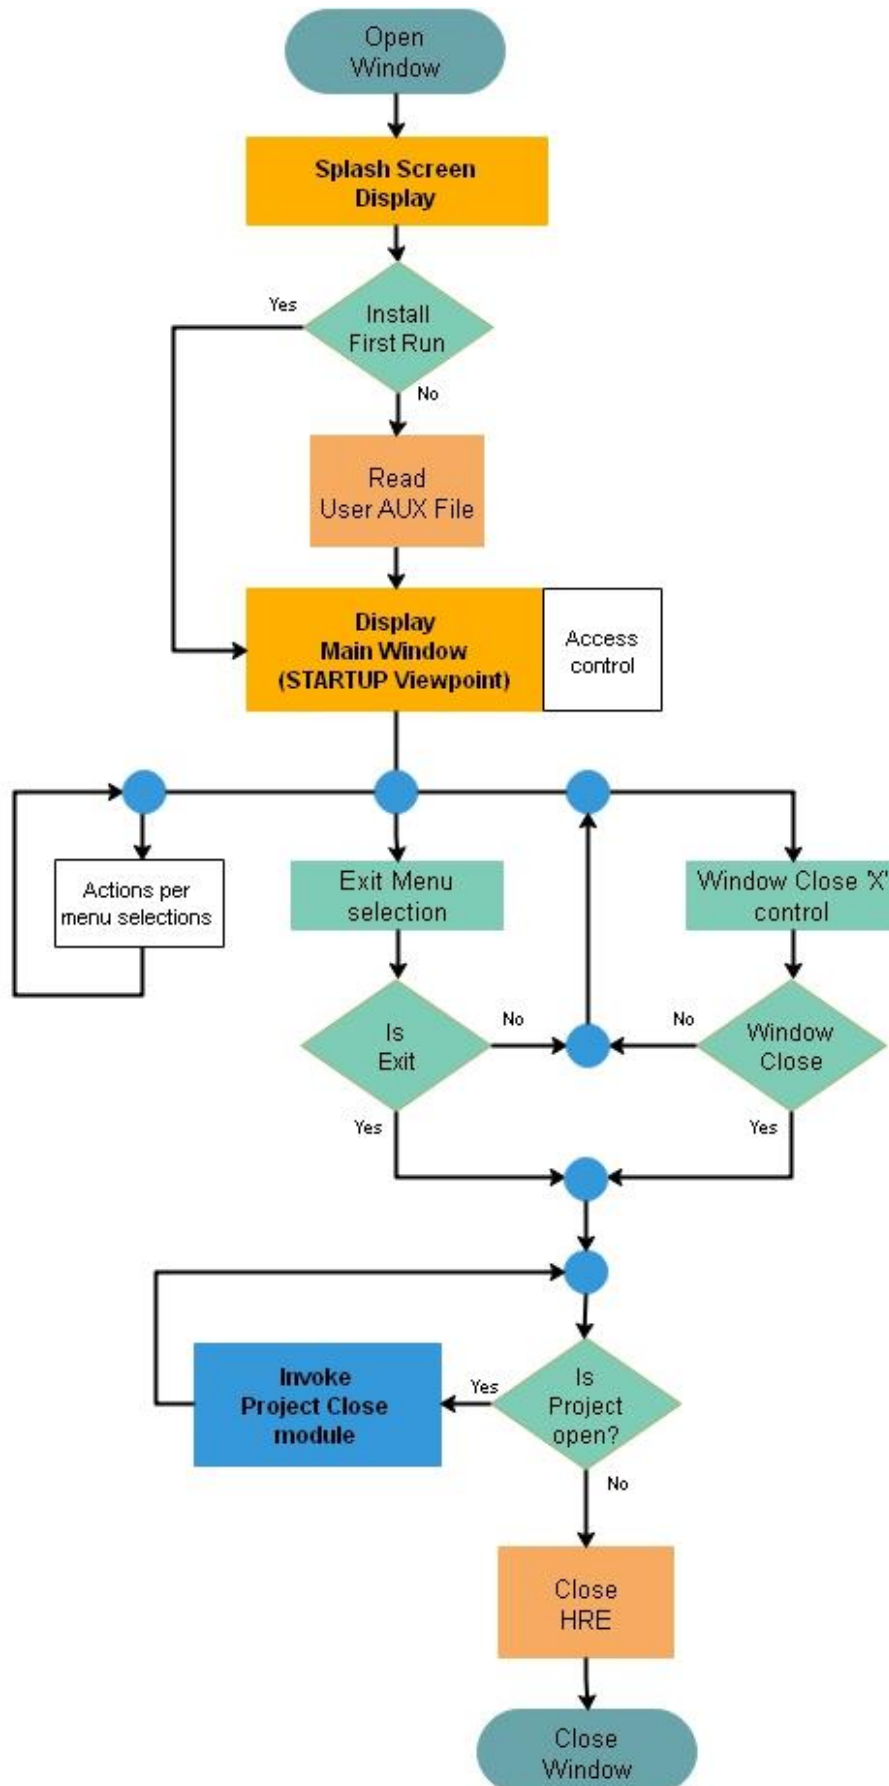 Open
Window
Splash Screen
Display
Yes
Install
First Run
No
Read
User AUX File
Display
Main Window
(STARTUP Viewpoint)
Access
control
Actions per
menu selections
Exit Menu
selection
Window Close 'X'
control
Is
Exit
No
No
Window
Close
Yes
Yes
Invoke
Project Close
module
Yes
Is
Project
open?
No
Close
HRE
Close
Window